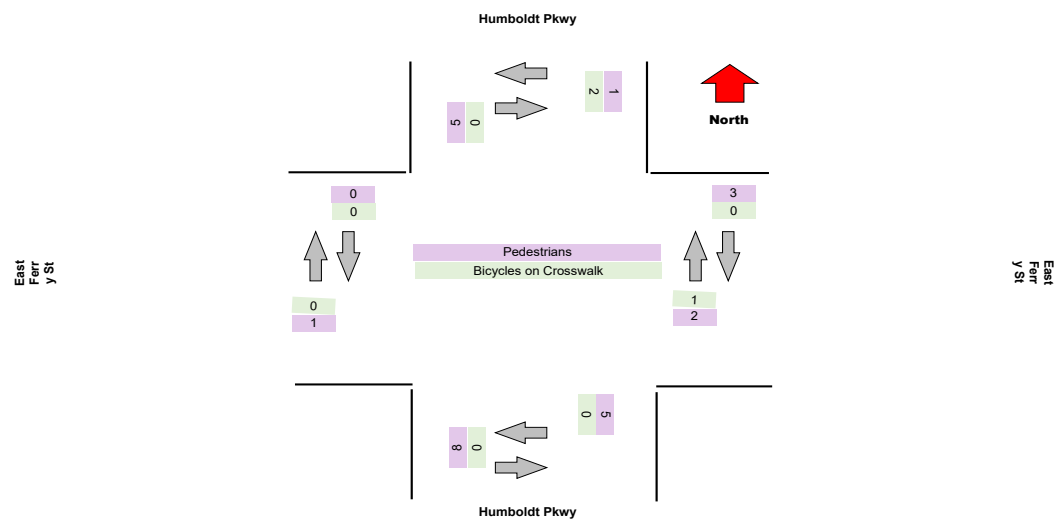 Humboldt Pkwy
2 1
5 0
North
0
0
3
0
Pedestrians
Bicycles on Crosswalk
East
Ferr
y St
East
Ferr
y St
0
1
1
2
0 5
8 0
Humboldt Pkwy